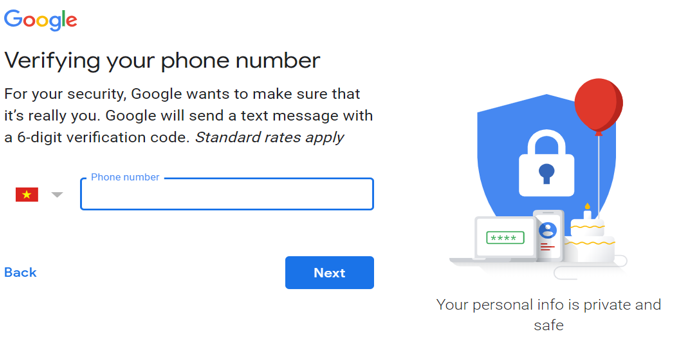 Google
Verifying your phone number
For your security, Google wants to make sure that
it's really you. Google will send a text message with
a 6-digit verification code. Standard rates apply
Phone number
****
Back
Next
Your personal info is private and
safe